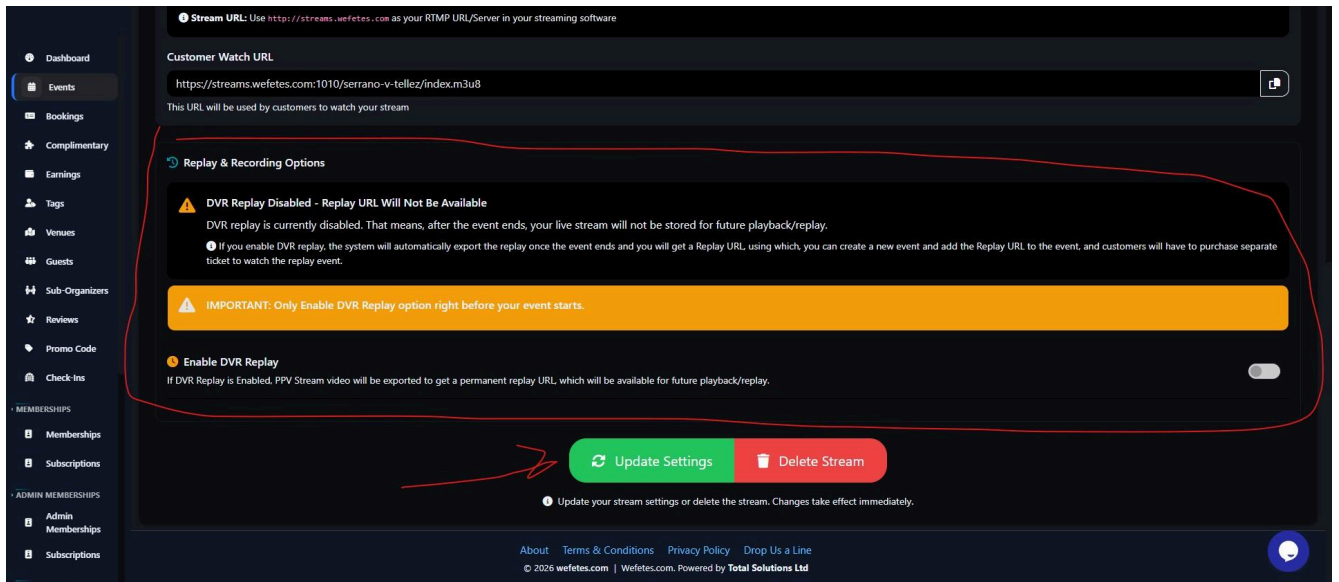 Stream URL: Use http://streams.wefetes.com as your RTMP URL/Server in your streaming software
Dashboard
Events
Bookings
Complimentary
Earnings
Tags
Venues
Guests
Sub-Organizers
Reviews
Promo Code
Check-Ins
MEMBERSHIPS
Memberships
Subscriptions
ADMIN MEMBERSHIPS
Admin
Memberships
Subscriptions
Customer Watch URL
https://streams.wefetes.com:1010/serrano-v-tellez/index.m3u8
This URL will be used by customers to watch your stream
Replay & Recording Options
DVR Replay Disabled - Replay URL Will Not Be Available
DVR replay is currently disabled. That means, after the event ends, your live stream will not be stored for future playback/replay.
If you enable DVR replay, the system will automatically export the replay once the event ends and you will get a Replay URL, using which, you can create a new event and add the Replay URL to the event, and customers will have to purchase separate
ticket to watch the replay event.
IMPORTANT: Only Enable DVR Replay option right before your event starts.
Enable DVR Replay
If DVR Replay is Enabled, PPV Stream video will be exported to get a permanent replay URL, which will be available for future playback/replay.
Update Settings
Delete Stream
Update your stream settings or delete the stream. Changes take effect immediately.
About Terms & Conditions Privacy Policy Drop Us a Line
© 2026 wefetes.com | Wefetes.com. Powered by Total Solutions Ltd